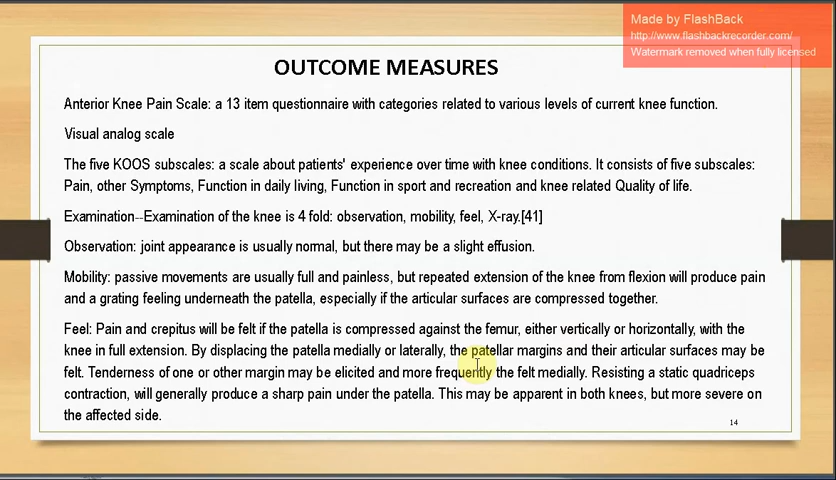 Made by FlashBack
http://www.flashbackrecorder.com/
Watermark removed when fully licensed
OUTCOME MEASURES
Anterior Knee Pain Scale: a 13 item questionnaire with categories related to various levels of current knee function.
Visual analog scale
The five KOOS subscales: a scale about patients' experience over time with knee conditions. It consists of five subscales:
Pain, other Symptoms, Function in daily living, Function in sport and recreation and knee related Quality of life.
Examination--Examination of the knee is 4 fold: observation, mobility, feel, X-ray.[41]
Observation: joint appearance is usually normal, but there may be a slight effusion.
Mobility: passive movements are usually full and painless, but repeated extension of the knee from flexion will produce pain
and a grating feeling underneath the patella, especially if the articular surfaces are compressed together.
Feel: Pain and crepitus will be felt if the patella is compressed against the femur, either vertically or horizontally, with the
knee in full extension. By displacing the patella medially or laterally, the patellar margins and their articular surfaces may be
felt. Tenderness of one or other margin may be elicited and more frequently the felt medially. Resisting a static quadriceps
contraction, will generally produce a sharp pain under the patella. This may be apparent in both knees, but more severe on
the affected side.
14